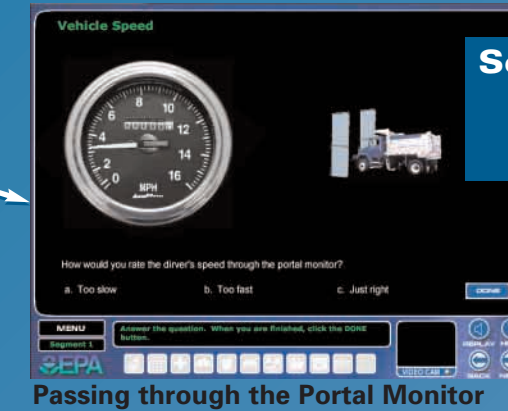 Vehicle Speed
So
0
2
4
6
8
10
12
14
16
MPH
How would you rate the dirver's speed through the portal monitor?
a. Too slow b. Too fast c. Just right
DONE
MENU
Segment 1
Answer the question. When you are finished, click the DONE
button.
EPA
VIDEO CAM
REPLAY
BACK
Passing through the Portal Monitor